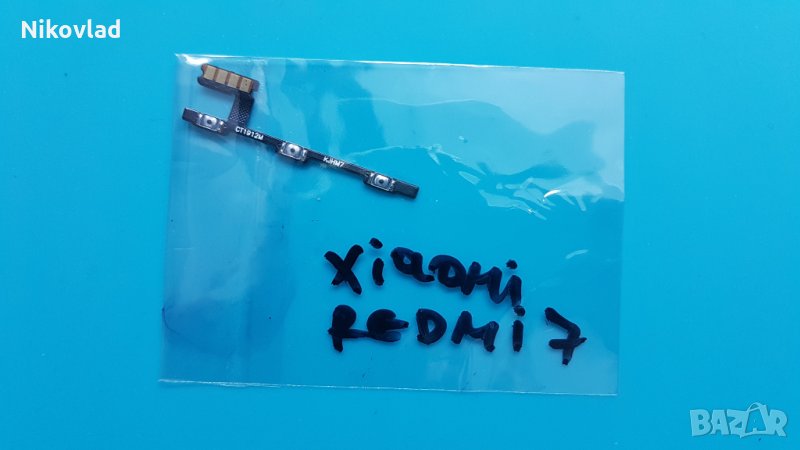 Nikovlad
CT1912M
KJHM7
xiaomi
REDMi 7
BAZAR